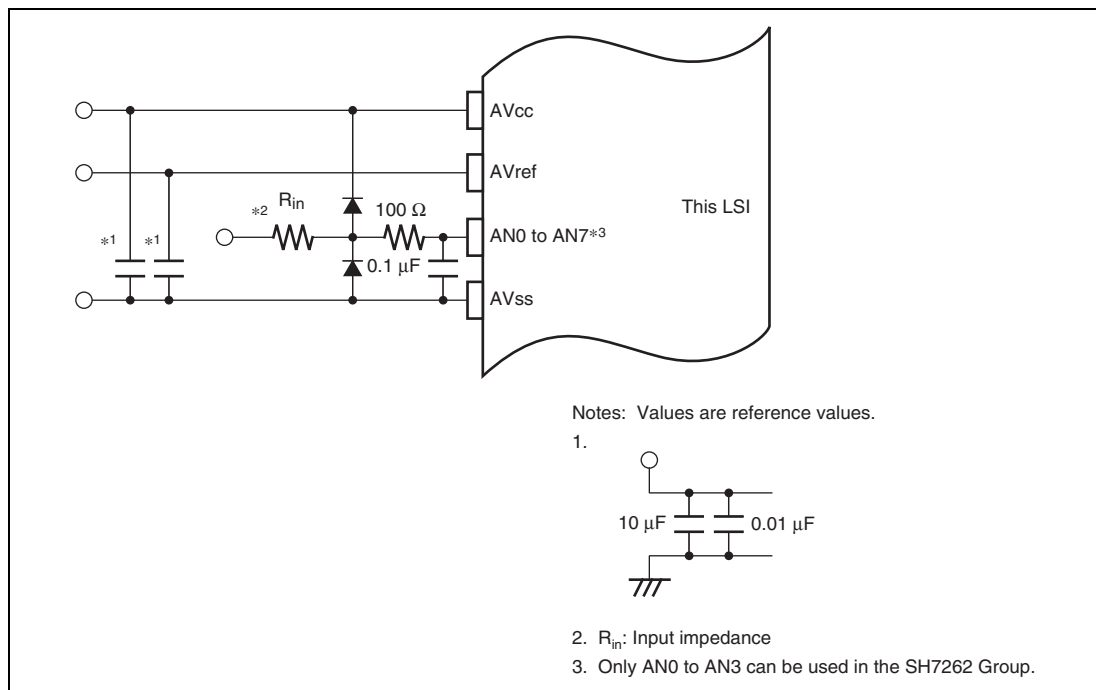 AVcc
AVref
This LSI
*2 Rin
100 Ω
AN0 to AN7*3
*1
*1
0.1 μF
AVss
Notes: Values are reference values.
1.
10 μF
0.01 μF
2. Rin: Input impedance
3. Only AN0 to AN3 can be used in the SH7262 Group.